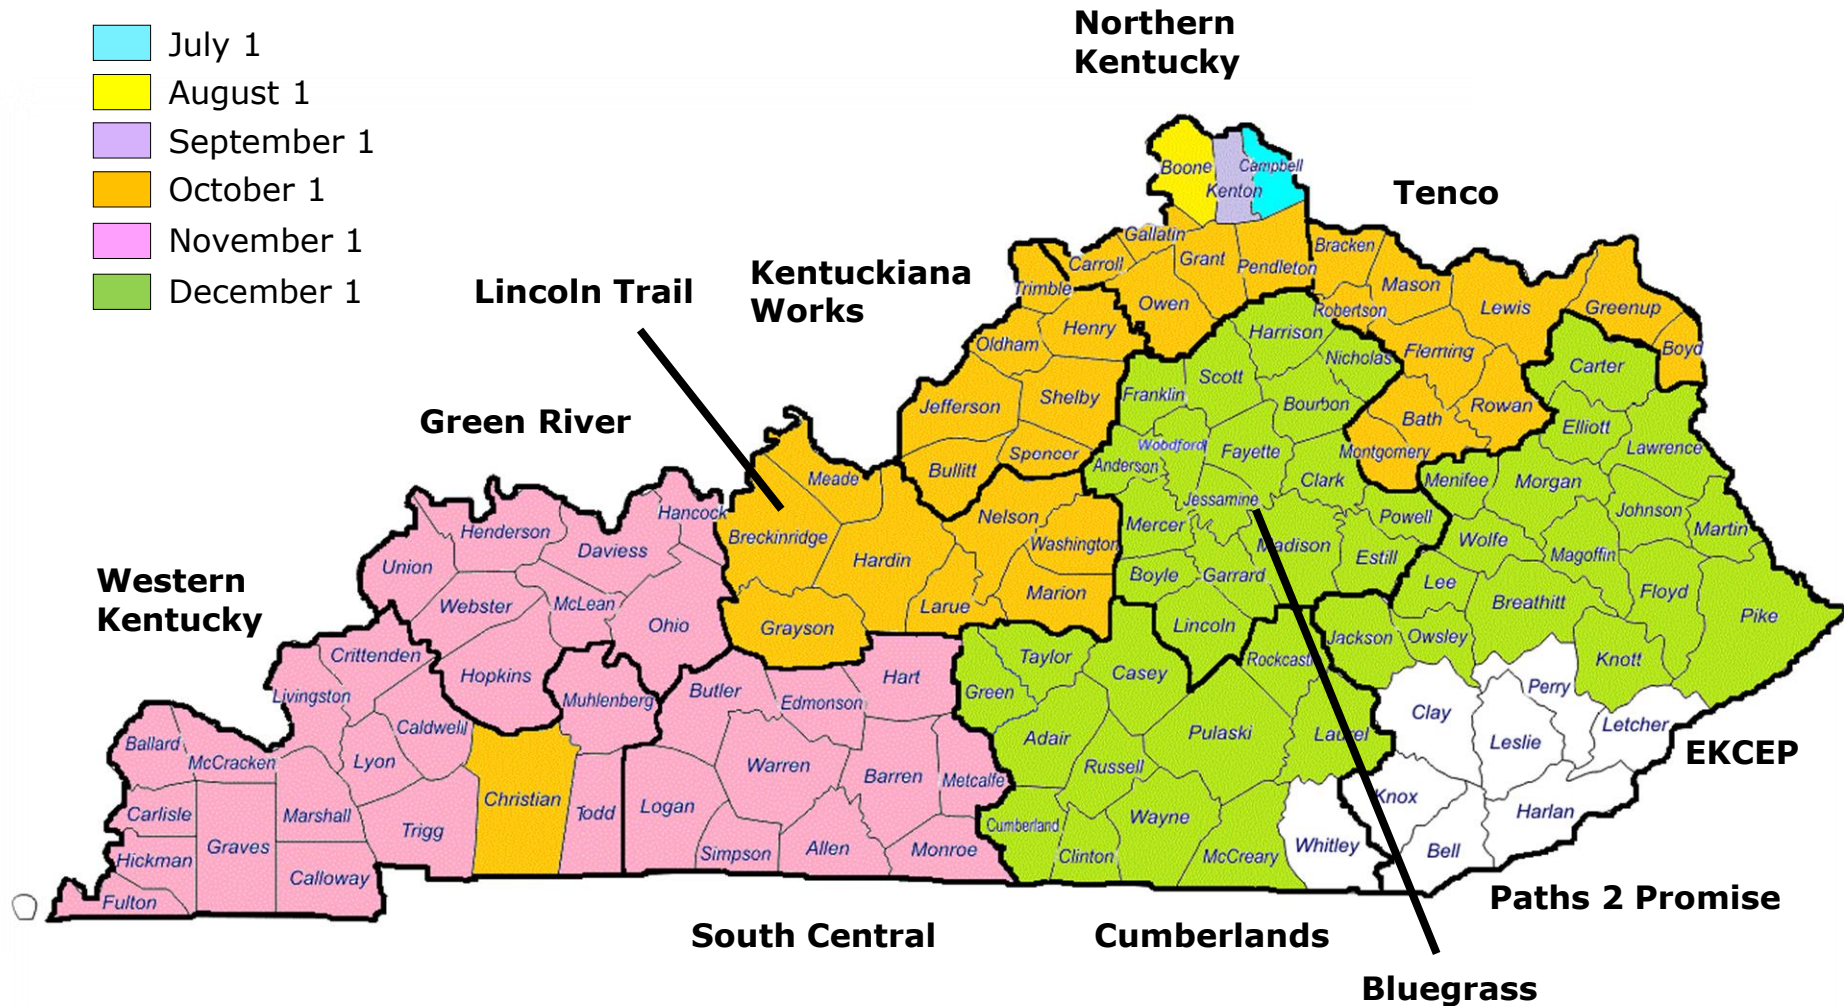 July 1
August 1
September 1
October 1
November 1
December 1
Northern
Kentucky
Tenco
Kentuckiana
Works
Lincoln Trail
Green River
Western
Kentucky
EKCEP
Paths 2 Promise
South Central
Cumberlands
Bluegrass
Boone
Kenton
Campbell
Gallatin
Carroll
Grant
Pendleton
Owen
Trimble
Henry
Oldham
Jefferson
Shelby
Bullitt
Spencer
Bracken
Mason
Robertson
Lewis
Greenup
Boyd
Fleming
Bath
Rowan
Montgomery
Harrison
Nicholas
Scott
Franklin
Bourbon
Woodford
Fayette
Anderson
Clark
Jessamine
Mercer
Madison
Powell
Estill
Boyle
Garrard
Lincoln
Carter
Elliott
Lawrence
Menifee
Morgan
Johnson
Martin
Wolfe
Magoffin
Lee
Breathitt
Floyd
Pike
Jackson
Owsley
Knott
Perry
Clay
Leslie
Letcher
Knox
Harlan
Bell
Whitley
Meade
Breckinridge
Hardin
Nelson
Washington
Larue
Marion
Grayson
Hancock
Henderson
Daviess
Union
Webster
McLean
Ohio
Hopkins
Muhlenberg
Crittenden
Livingston
Caldwell
Lyon
Ballard
McCracken
Carlisle
Marshall
Graves
Hickman
Fulton
Calloway
Trigg
Christian
Todd
Butler
Edmonson
Hart
Warren
Barren
Metcalfe
Logan
Simpson
Allen
Monroe
Taylor
Green
Casey
Rockcastl
Adair
Pulaski
Laurel
Russell
Cumberland
Clinton
Wayne
McCreary